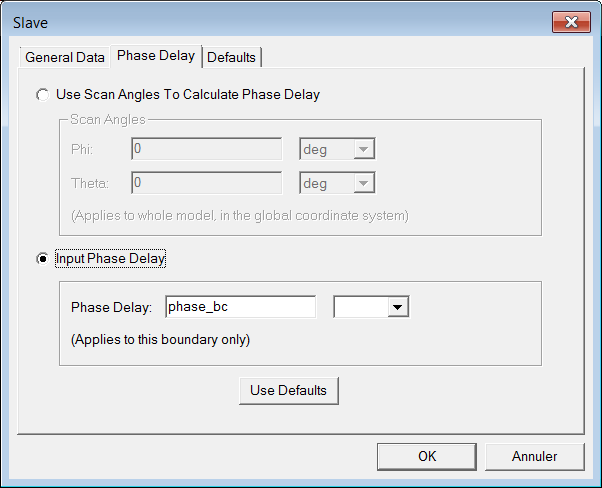 Slave
General Data Phase Delay Defaults
Use Scan Angles To Calculate Phase Delay
Scan Angles
Phi: 0 deg
Theta: 0 deg
(Applies to whole model, in the global coordinate system)
Input Phase Delay
Phase Delay: phase_bc
(Applies to this boundary only)
Use Defaults
OK Annuler